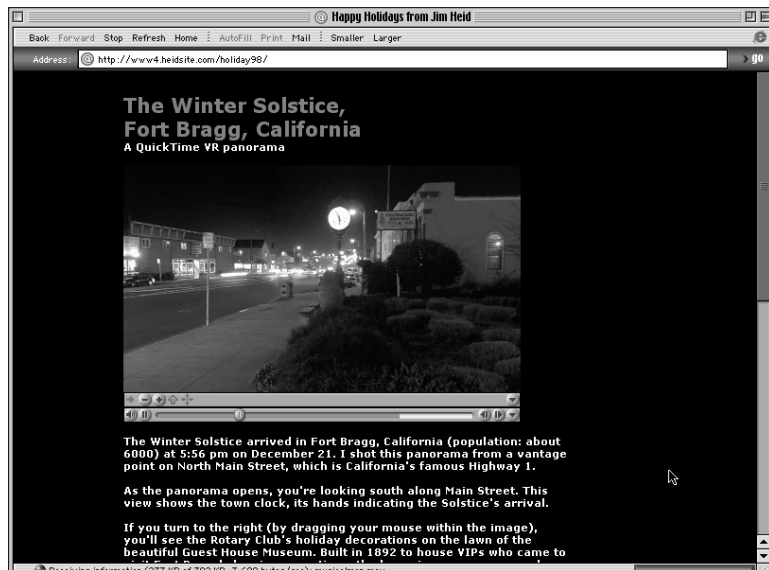 Happy Holidays from Jim Heid
Back Forward Stop Refresh Home AutoFill Print Mail Smaller Larger
Address: http://www4.heidsite.com/holiday98/ go
The Winter Solstice,
Fort Bragg, California
A QuickTime VR panorama
The Winter Solstice arrived in Fort Bragg, California (population: about
6000) at 5:56 pm on December 21. I shot this panorama from a vantage
point on North Main Street, which is California's famous Highway 1.
As the panorama opens, you're looking south along Main Street. This
view shows the town clock, its hands indicating the Solstice's arrival.
If you turn to the right (by dragging your mouse within the image),
you'll see the Rotary Club's holiday decorations on the lawn of the
beautiful Guest House Museum. Built in 1892 to house VIPs who came to